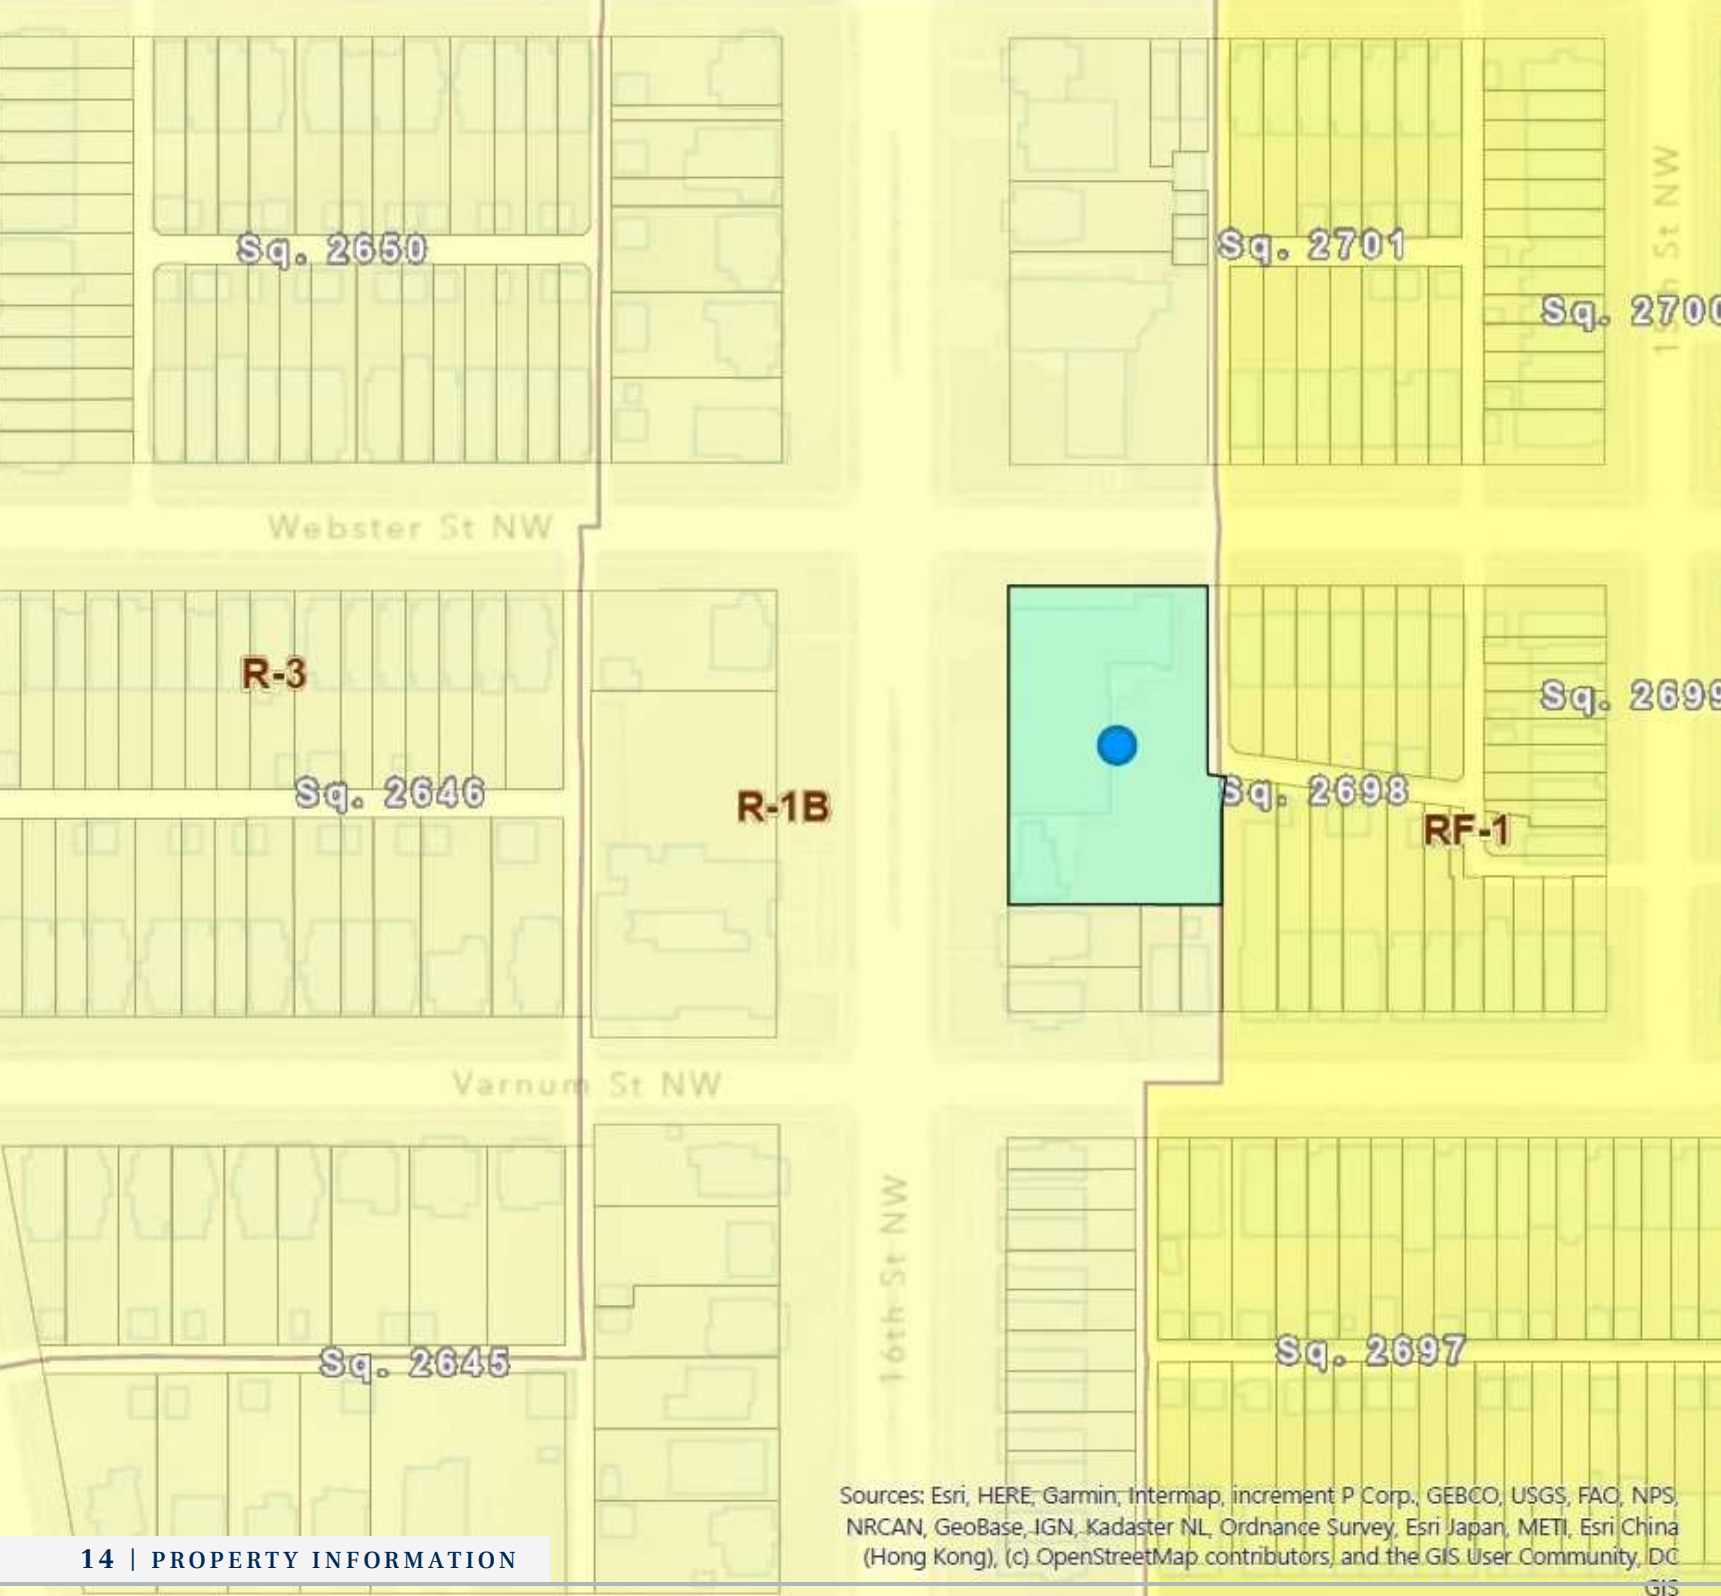 Sq. 2650
Sq. 2701
Sq. 2700
Webster St NW
R-3
Sq. 2699
Sq. 2646
R-1B
Sq. 2698
RF-1
Varnum St NW
16th St NW
Sq. 2645
Sq. 2697
Sources: Esri, HERE, Garmin, Intermap, increment P Corp., GEBCO, USGS, FAO, NPS,
NRCAN, GeoBase, IGN, Kadaster NL, Ordnance Survey, Esri Japan, METI, Esri China
(Hong Kong), (c) OpenStreetMap contributors, and the GIS User Community, DC
GIS
14 | PROPERTY INFORMATION